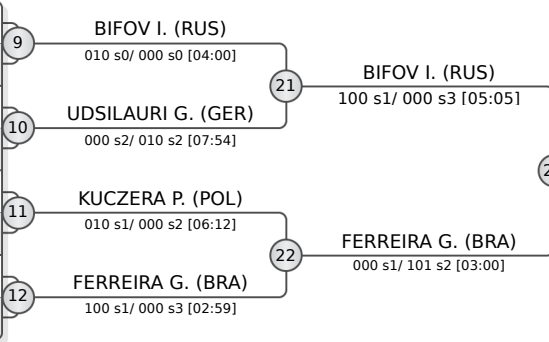 9
BIFOV I. (RUS)
010 s0/ 000 s0 [04:00]
21
BIFOV I. (RUS)
100 s1/ 000 s3 [05:05]
10
UDSILAURI G. (GER)
000 s2/ 010 s2 [07:54]
11
KUCZERA P. (POL)
010 s1/ 000 s2 [06:12]
22
FERREIRA G. (BRA)
000 s1/ 101 s2 [03:00]
12
FERREIRA G. (BRA)
100 s1/ 000 s3 [02:59]